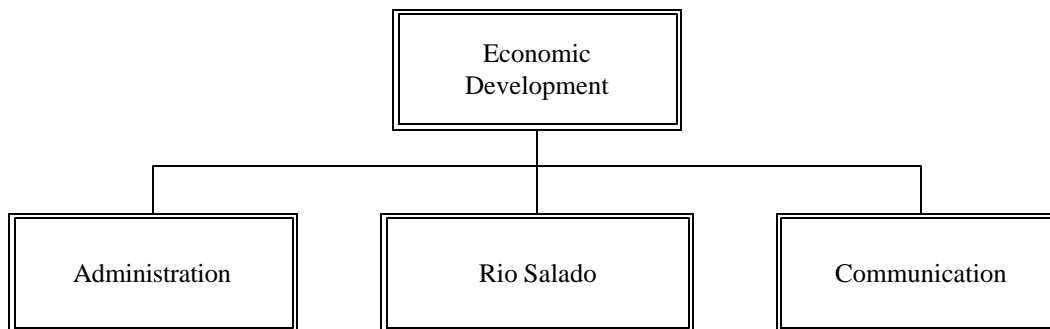 Economic
Development
Administration
Rio Salado
Communication